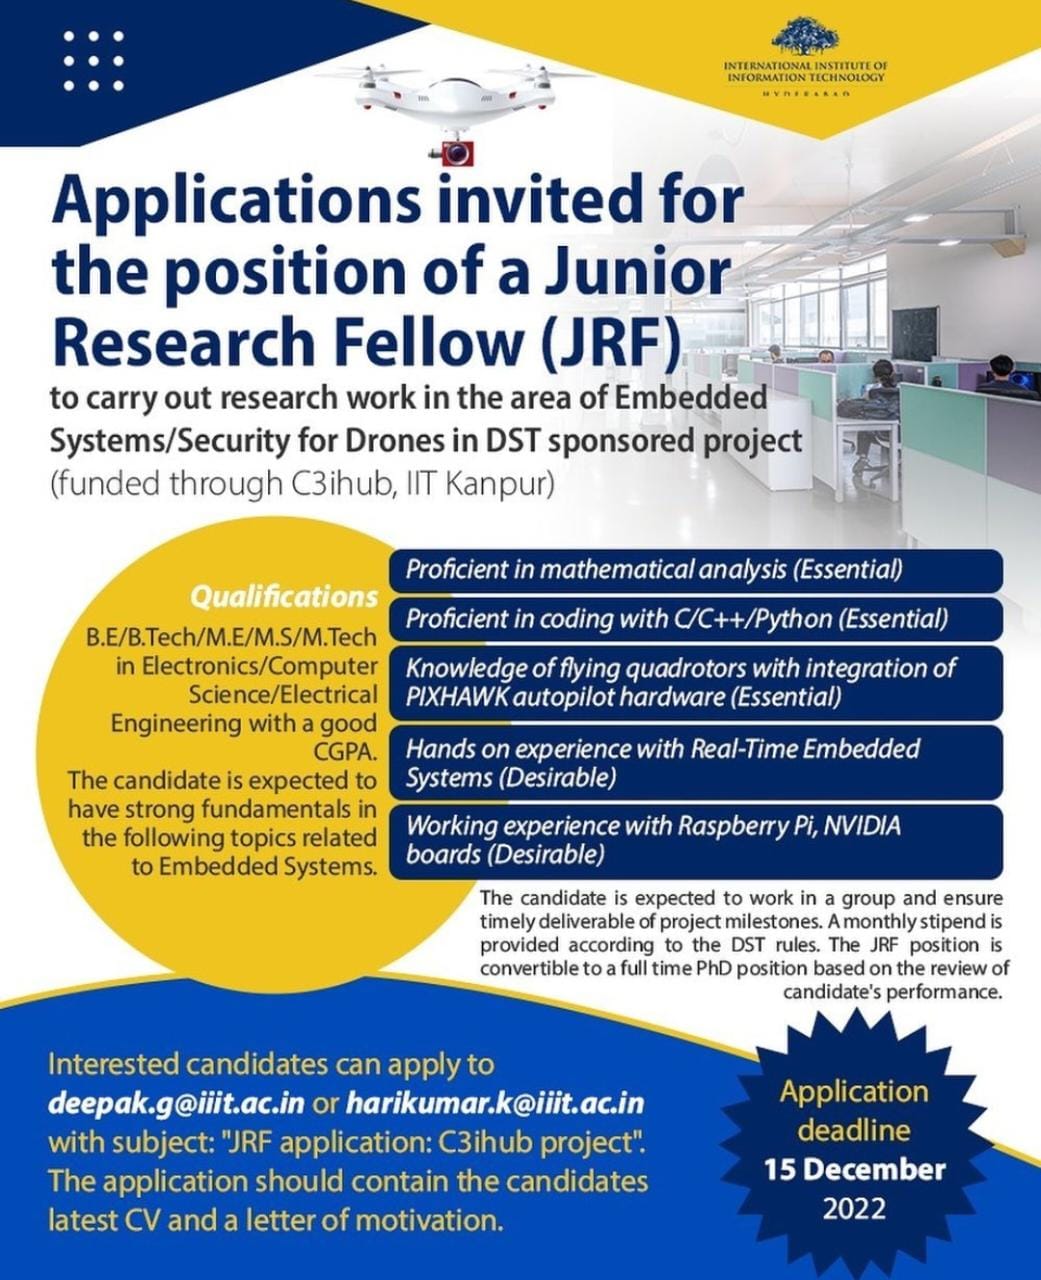 INTERNATIONAL INSTITUTE OF
INFORMATION TECHNOLOGY
HYDERABAD
Applications invited for
the position of a Junior
Research Fellow (JRF)
to carry out research work in the area of Embedded
Systems/Security for Drones in DST sponsored project
(funded through C3ihub, IIT Kanpur)
Qualifications
B.E/B.Tech/M.E/M.S/M.Tech
in Electronics/Computer
Science/Electrical
Engineering with a good
CGPA.
The candidate is expected to
have strong fundamentals in
the following topics related
to Embedded Systems.
Proficient in mathematical analysis (Essential)
Proficient in coding with C/C++/Python (Essential)
Knowledge of flying quadrotors with integration of
PIXHAWK autopilot hardware (Essential)
Hands on experience with Real-Time Embedded
Systems (Desirable)
Working experience with Raspberry Pi, NVIDIA
boards (Desirable)
The candidate is expected to work in a group and ensure
timely deliverable of project milestones. A monthly stipend is
provided according to the DST rules. The JRF position is
convertible to a full time PhD position based on the review of
candidate's performance.
Interested candidates can apply to
deepak.g@iiit.ac.in or harikumar.k@iiit.ac.in
with subject: "JRF application: C3ihub project".
The application should contain the candidates
latest CV and a letter of motivation.
Application
deadline
15 December
2022